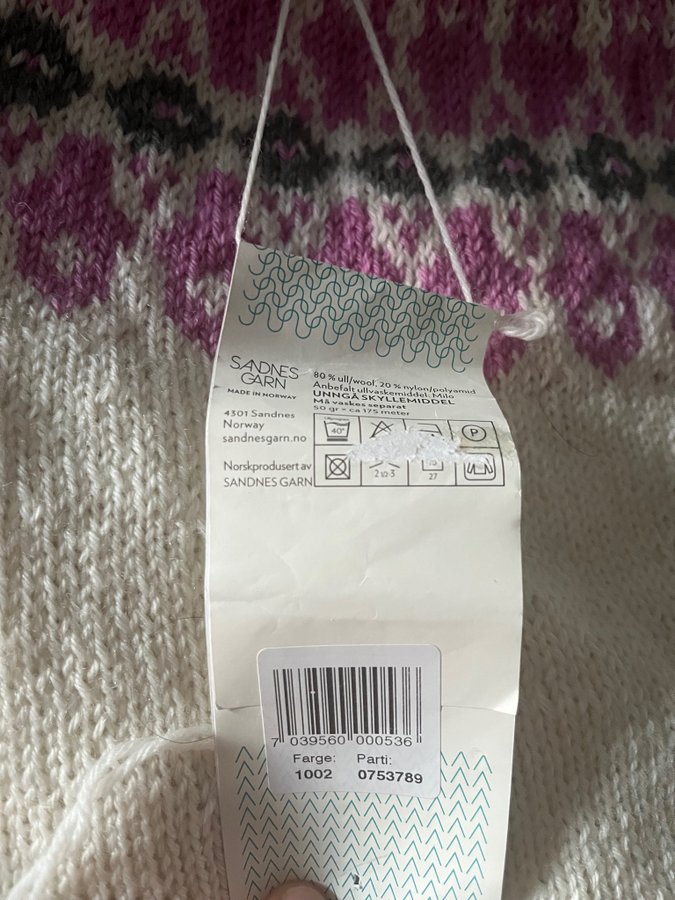 SANDNES
GARN
MADE IN NORWAY
4301 Sandnes
Norway
sandnesgarn.no
Norskprodusert av
SANDNES GARN
80 % ull/wool, 20 % nylon/polyamid
Anbefalt ullvaskemiddel: Milo
UNNGÅ SKYLLEMIDDEL
Må vaskes separat
50 gr = ca 175 meter
40°
P
2 1/2-3
27
7 039560 000536
Farge: Parti:
1002 0753789